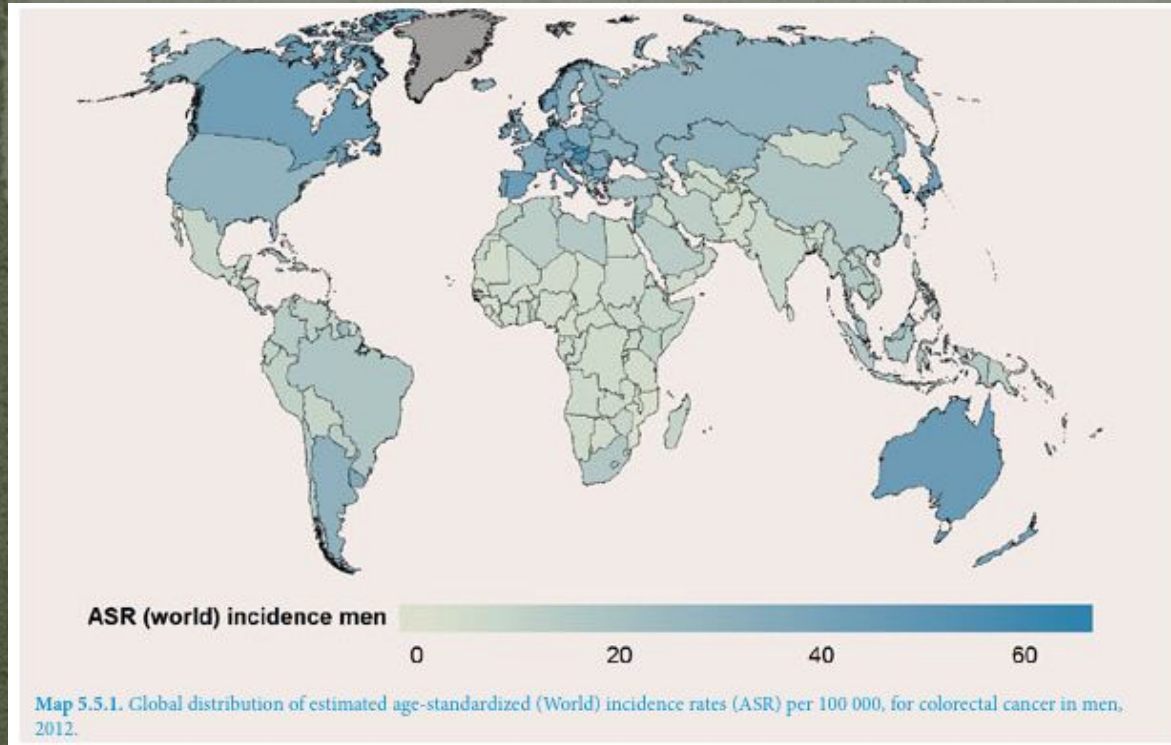 ASR (world) incidence men
0 20 40 60
Map 5.5.1. Global distribution of estimated age-standardized (World) incidence rates (ASR) per 100 000, for colorectal cancer in men,
2012.